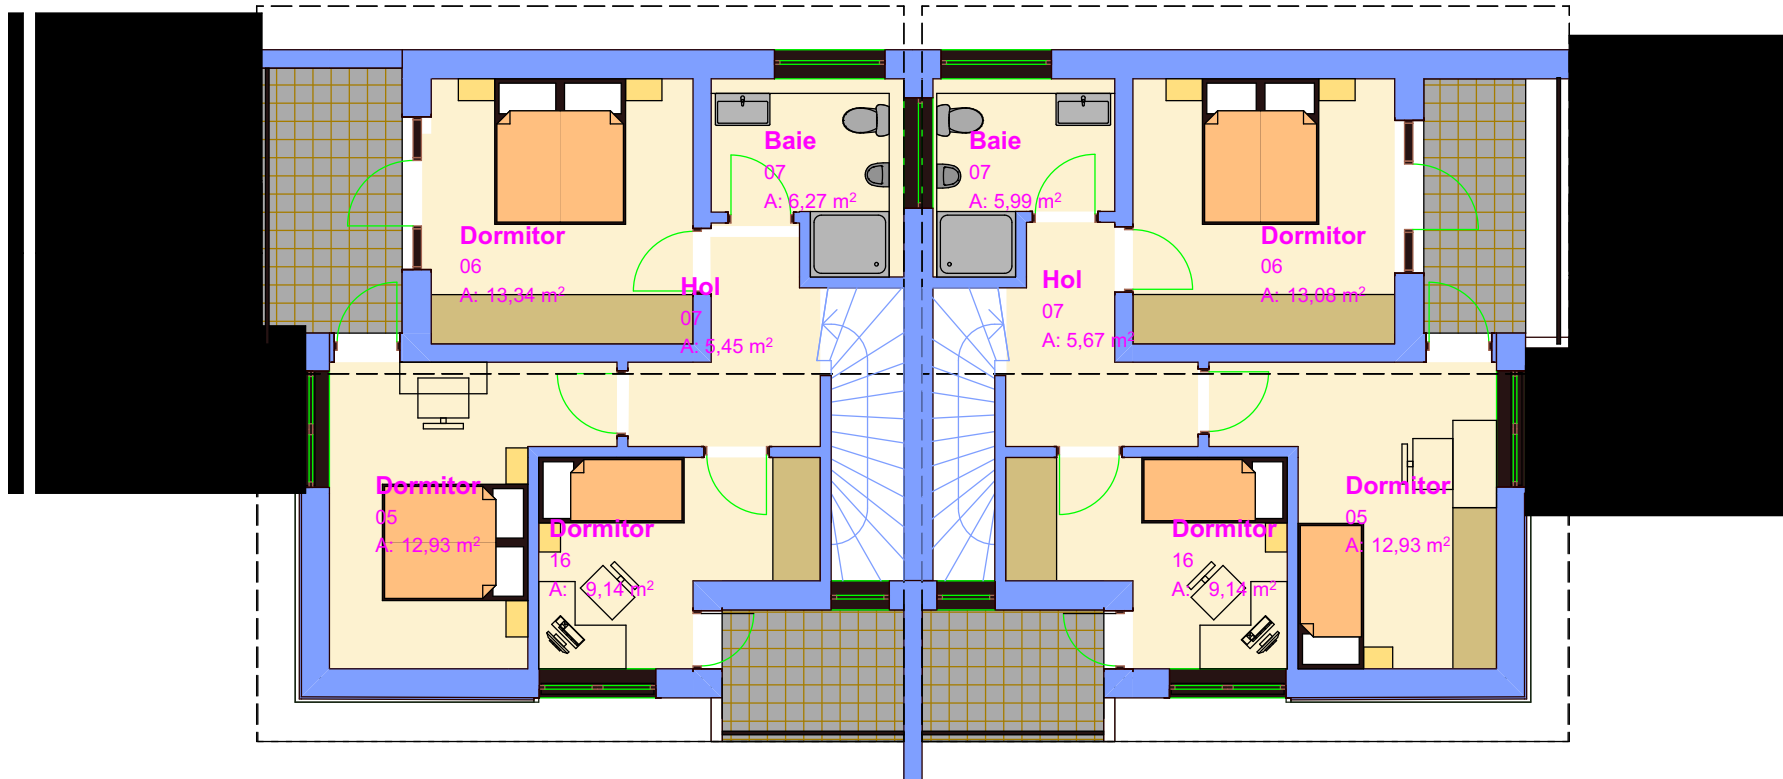 Baie
07
A: 6,27 m²
Baie
07
A: 5,99 m²
Dormitor
06
A: 13,34 m²
Hol
07
A: 5,45 m²
Hol
07
A: 5,67 m²
Dormitor
06
A: 13,08 m²
Dormitor
05
A: 12,93 m²
Dormitor
16
A: 9,14 m²
Dormitor
16
A: 9,14 m²
Dormitor
05
A: 12,93 m²